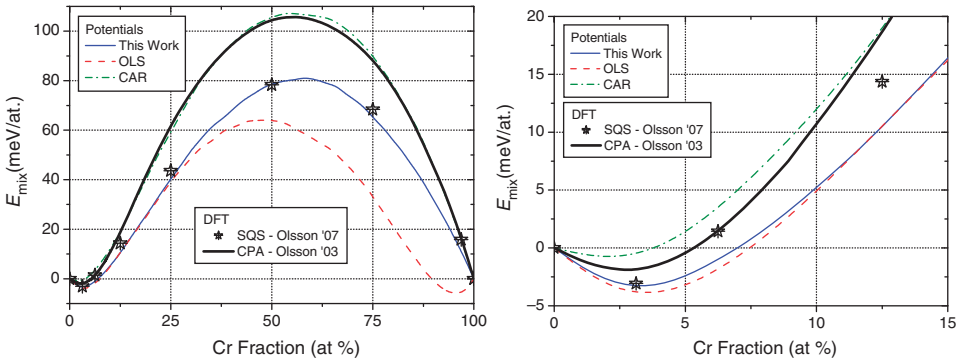 Potentials
This Work
OLS
CAR
DFT
SQS - Olsson '07
CPA - Olsson '03
100
80
60
40
20
0
E_mix(meV/at.)
0
25
50
75
100
Cr Fraction (at %)
Potentials
This Work
OLS
CAR
DFT
SQS - Olsson '07
CPA - Olsson '03
20
15
10
5
0
−5
E_mix(meV/at.)
0
5
10
15
Cr Fraction (at %)